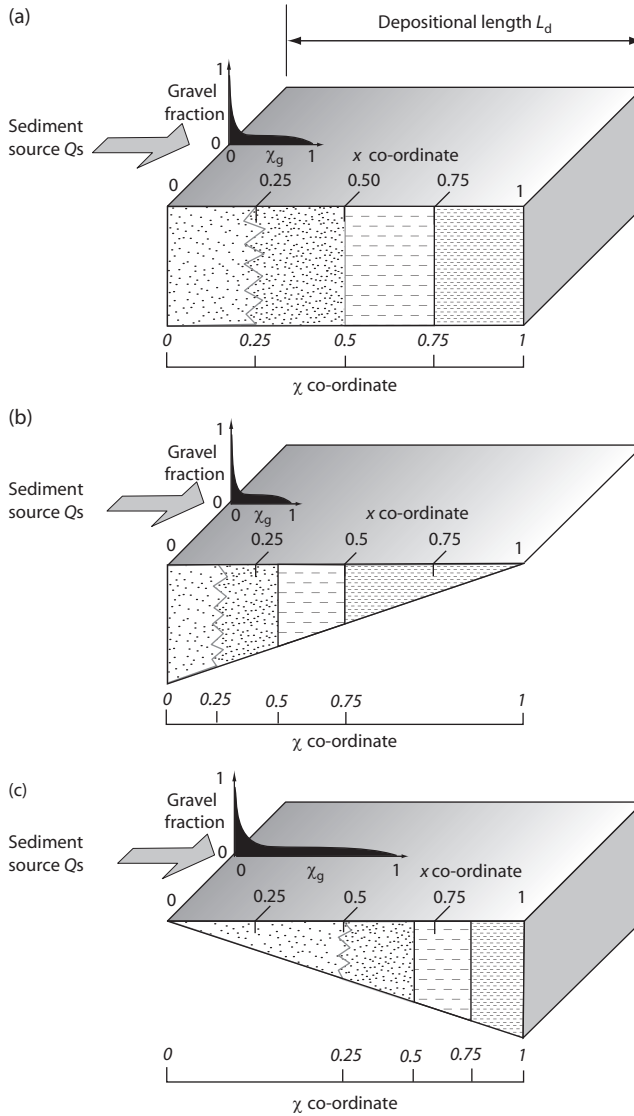 (a)
Depositional length Ld
1
Gravel
fraction
Sediment
source Qs
0
0 χg 1
x co-ordinate
0 0.25 0.50 0.75 1
0 0.25 0.5 0.75 1
χ co-ordinate
(b)
1
Gravel
fraction
Sediment
source Qs
0
0 χg 1
x co-ordinate
0 0.25 0.5 0.75 1
0 0.25 0.5 0.75 1
χ co-ordinate
(c)
1
Gravel
fraction
Sediment
source Qs
0
0 χg 1
x co-ordinate
0 0.25 0.5 0.75 1
0 0.25 0.5 0.75 1
χ co-ordinate